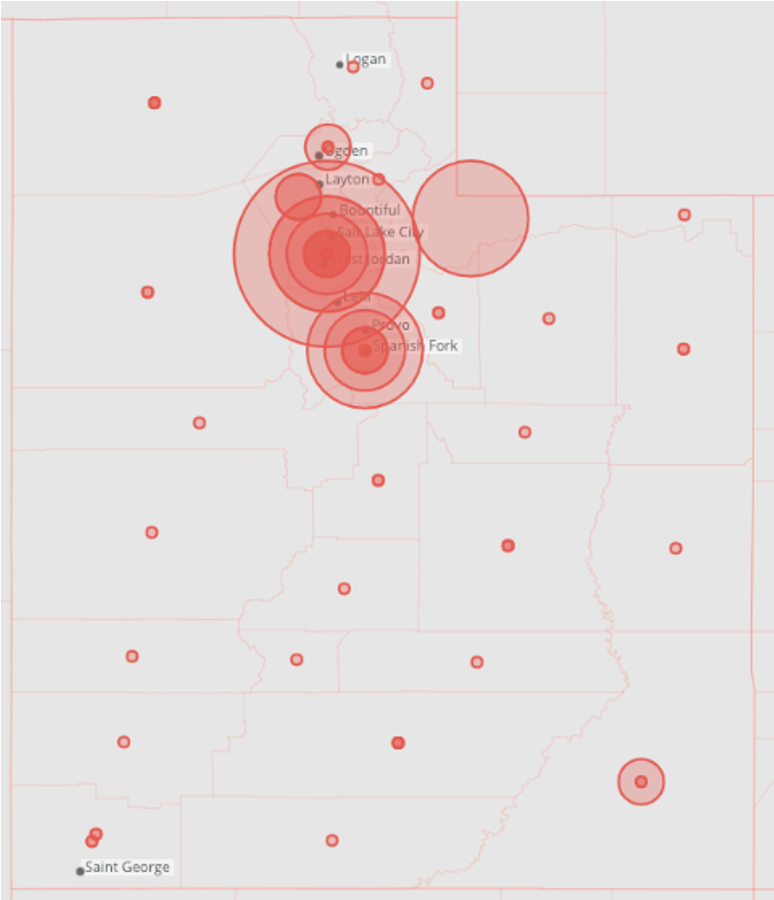 Logan
Ogden
Layton
Bountiful
Salt Lake City
West Jordan
Lehi
Provo
Spanish Fork
Saint George